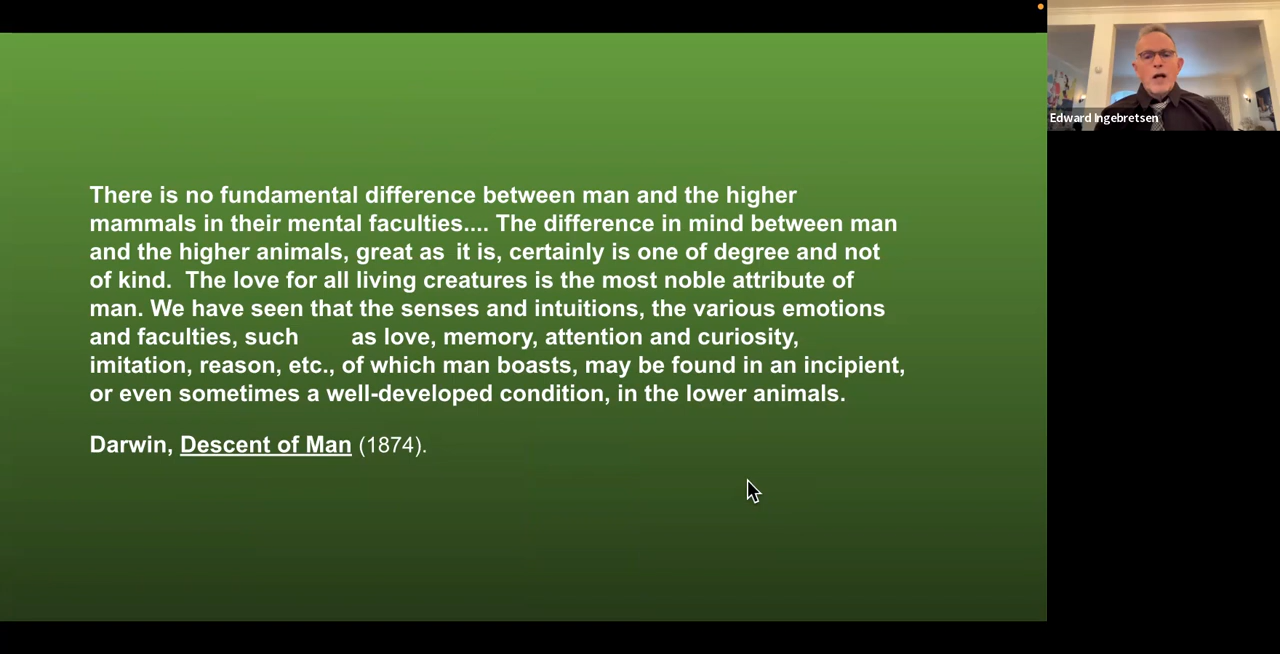 There is no fundamental difference between man and the higher
mammals in their mental faculties.... The difference in mind between man
and the higher animals, great as it is, certainly is one of degree and not
of kind. The love for all living creatures is the most noble attribute of
man. We have seen that the senses and intuitions, the various emotions
and faculties, such as love, memory, attention and curiosity,
imitation, reason, etc., of which man boasts, may be found in an incipient,
or even sometimes a well-developed condition, in the lower animals.
Darwin, Descent of Man (1874).
Edward Ingebretsen